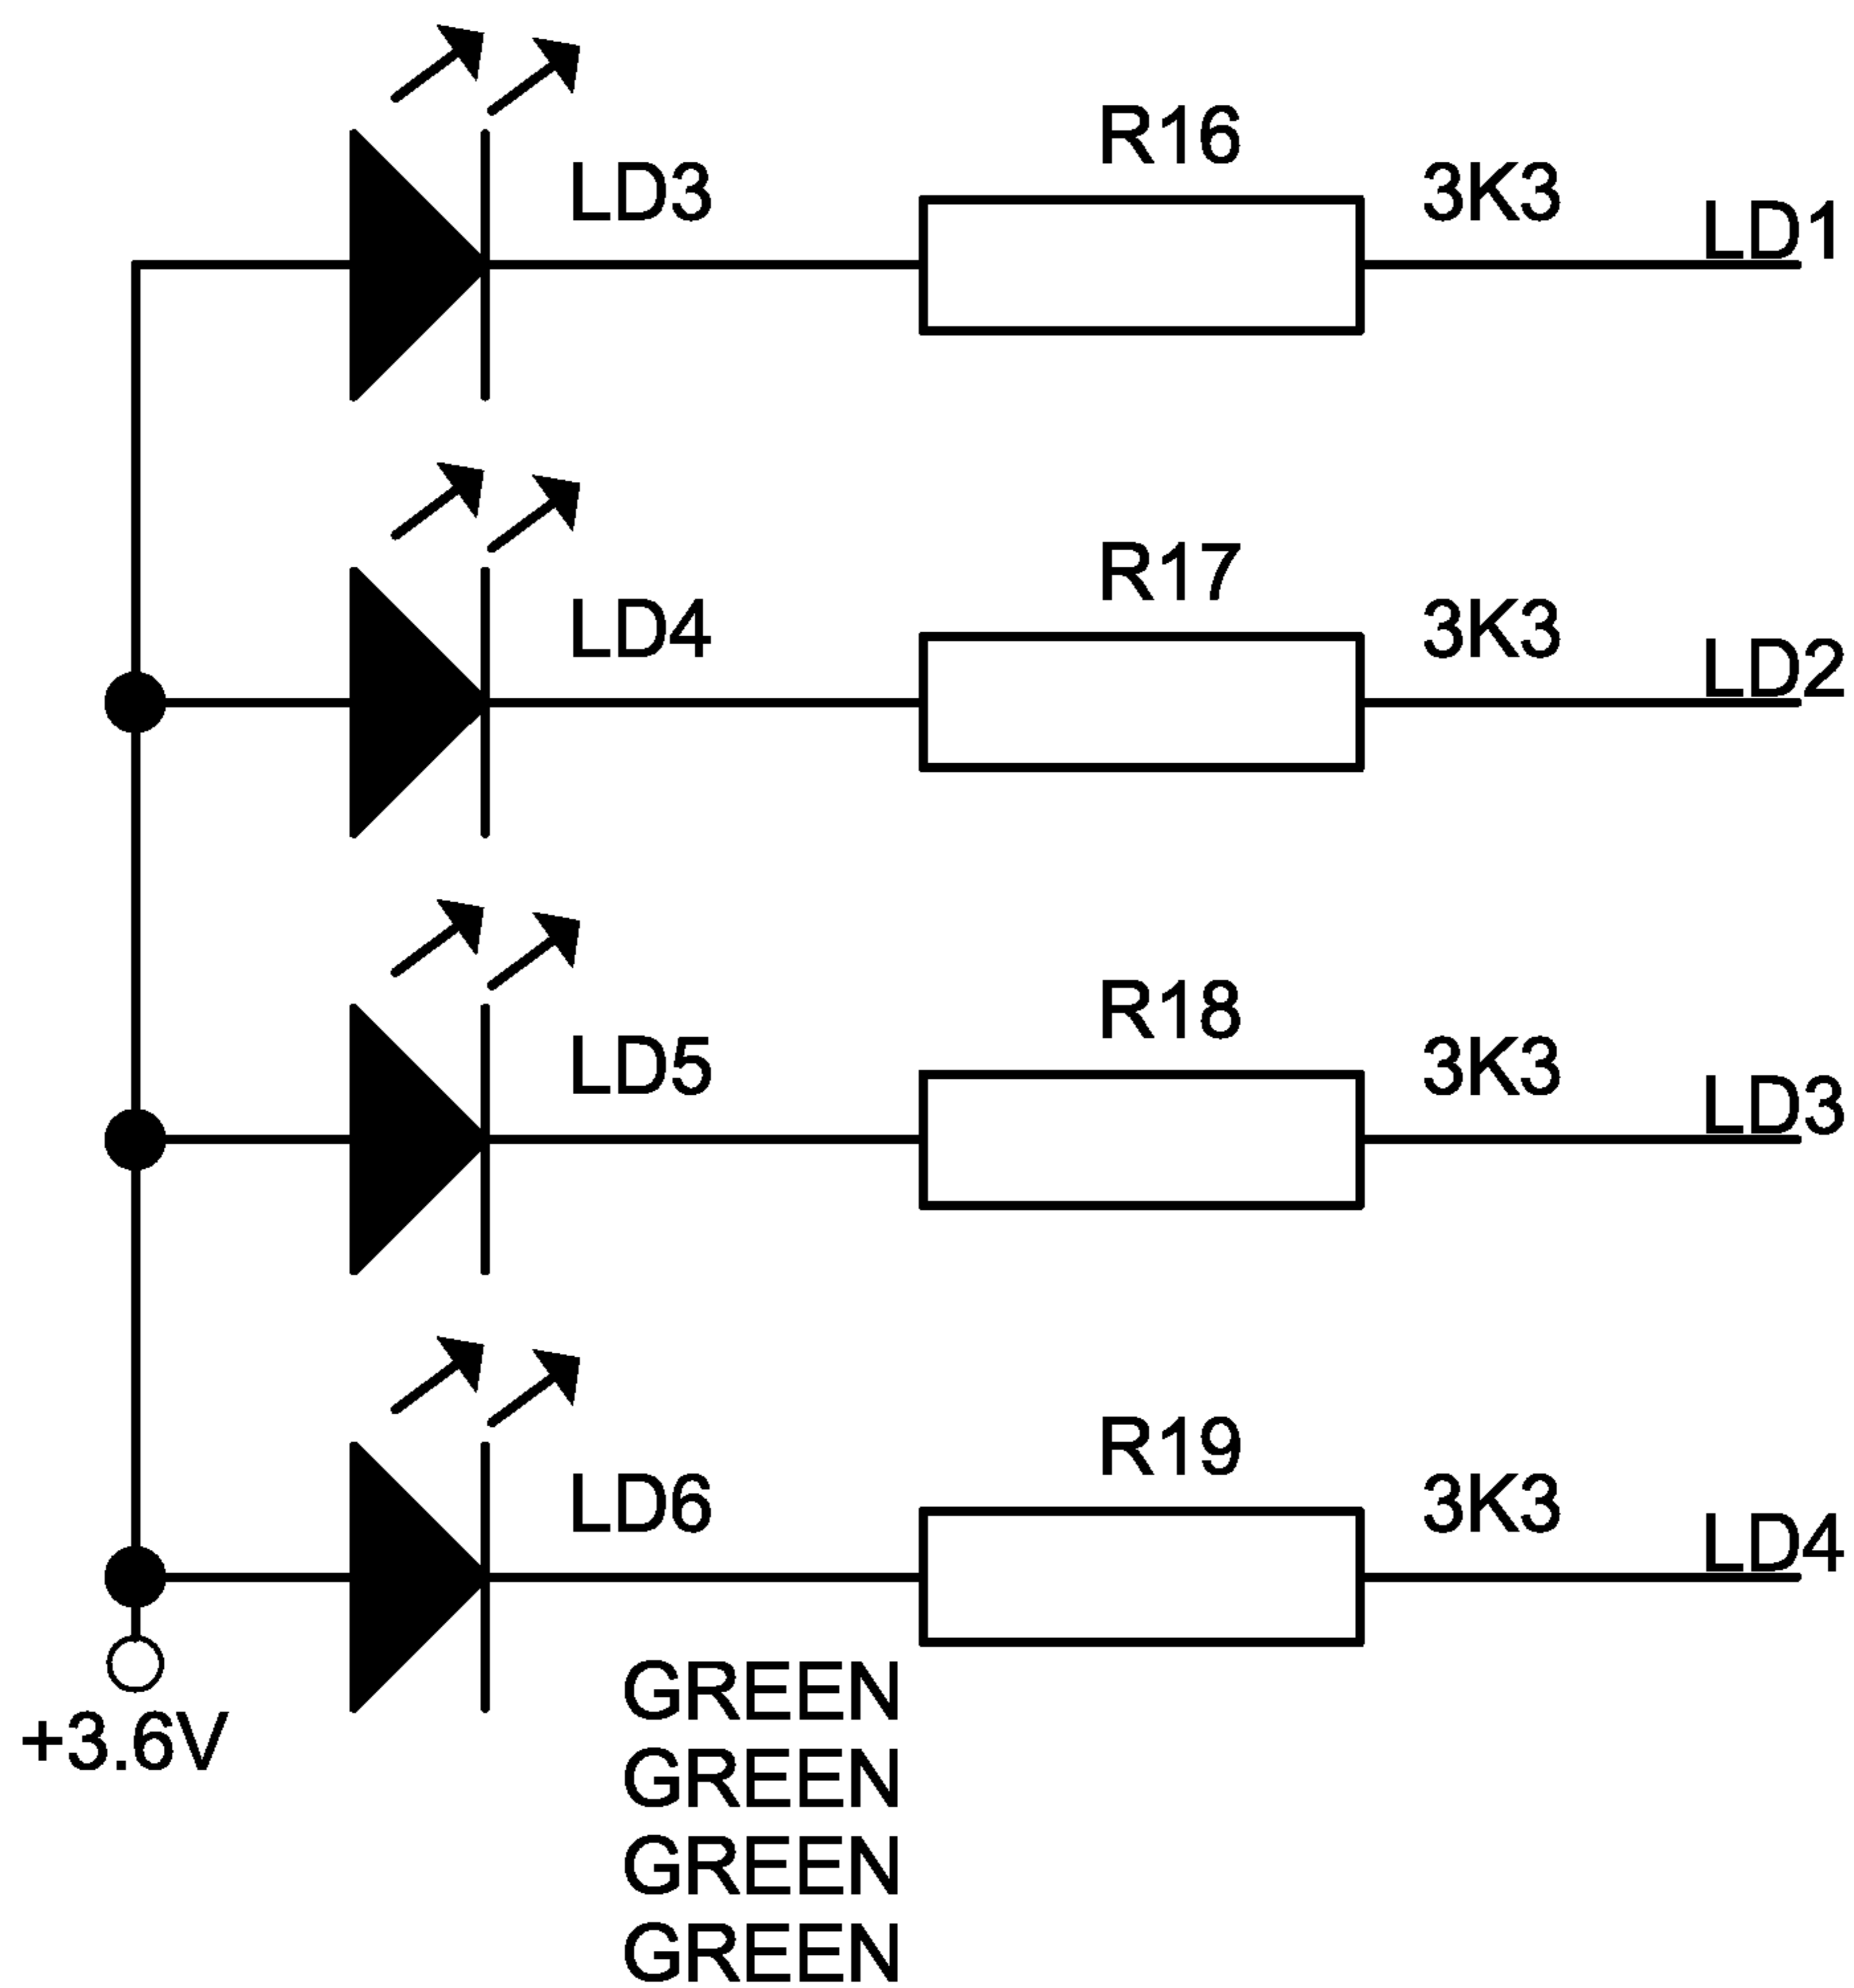 R16
LD3
3K3
LD1
R17
LD4
3K3
LD2
R18
LD5
3K3
LD3
R19
LD6
3K3
LD4
+3.6V
GREEN
GREEN
GREEN
GREEN